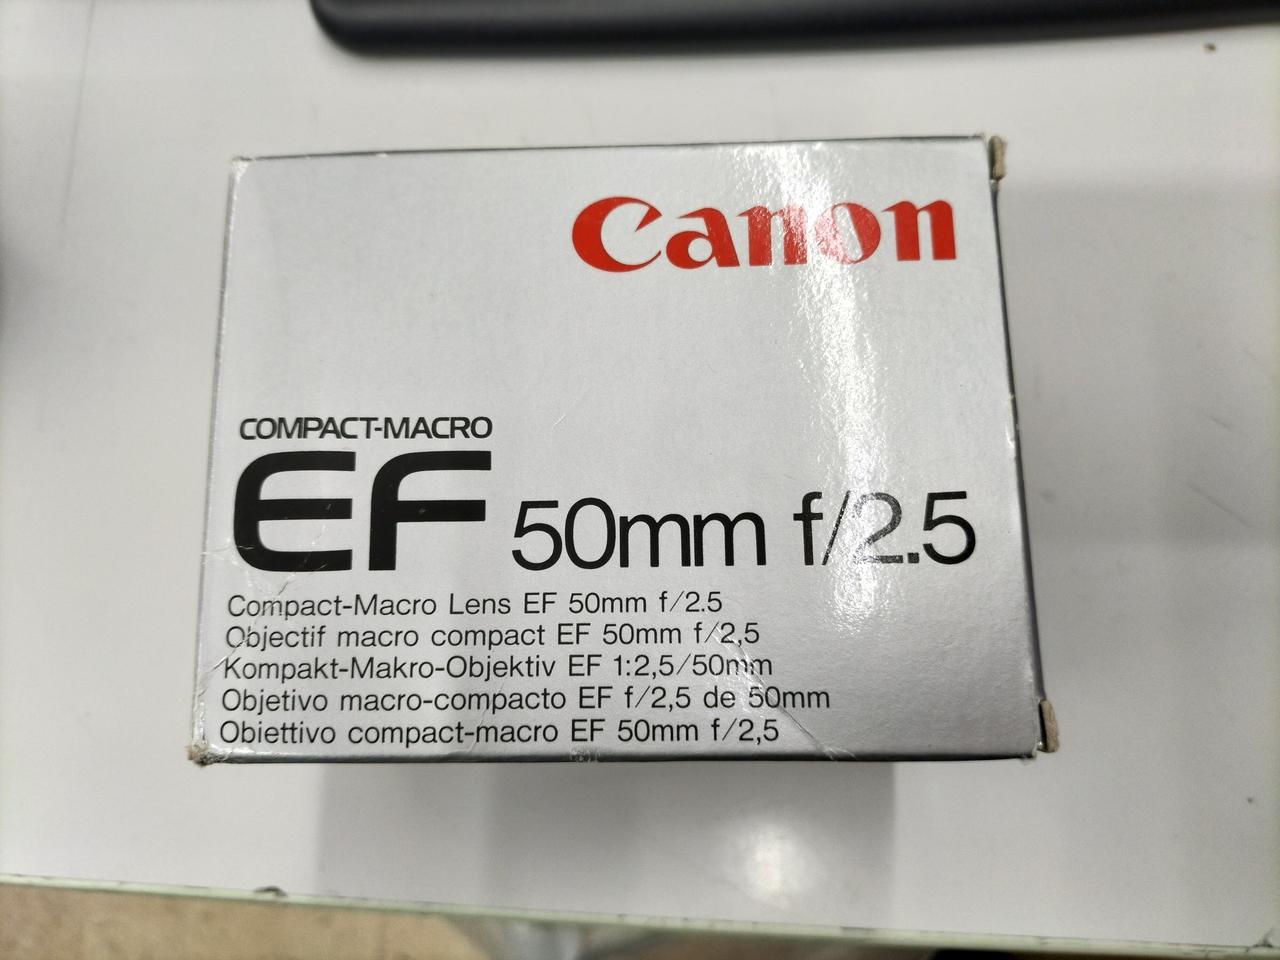 Canon
COMPACT-MACRO
EF 50mm f/2.5
Compact-Macro Lens EF 50mm f/2.5
Objectif macro compact EF 50mm f/2,5
Kompakt-Makro-Objektiv EF 1:2,5/50mm
Objetivo macro-compacto EF f/2,5 de 50mm
Obiettivo compact-macro EF 50mm f/2,5